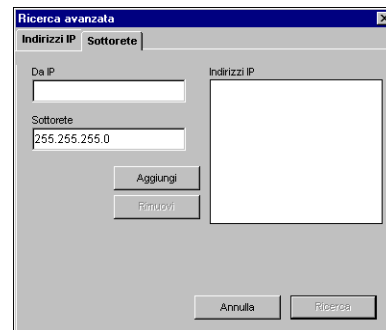 Ricerca avanzata
Indirizzi IP Sottorete
Da IP
Indirizzi IP
Sottorete
255.255.255.0
Aggiungi
Rimuovi
Annulla Ricerca